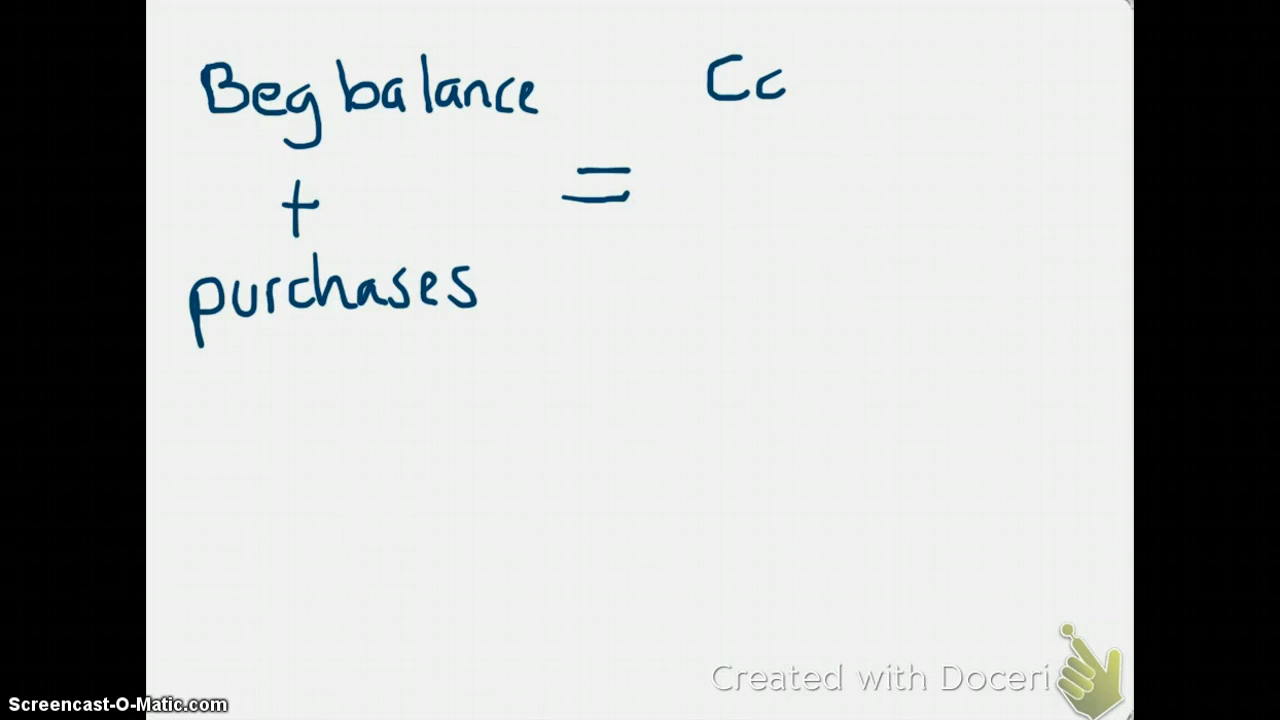 Beg balance
+
purchases
=
Cc
Created with Doceri
Screencast-O-Matic.com